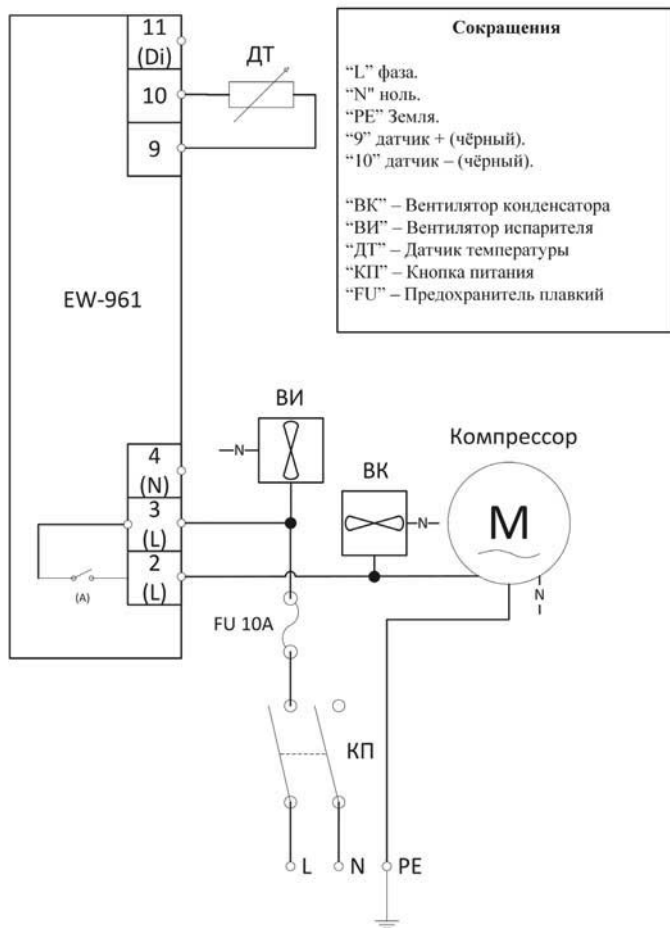 11
(Di)
10
9
ДТ
EW-961
4
(N)
3
(L)
2
(L)
(A)
ВИ
N
ВК
N
Компрессор
M
N
FU 10A
КП
L
N
PE
Сокращения
“L” фаза.
“N" ноль.
“PE” Земля.
“9” датчик + (чёрный).
“10” датчик – (чёрный).
“ВК” – Вентилятор конденсатора
“ВИ” – Вентилятор испарителя
“ДТ” – Датчик температуры
“КП” – Кнопка питания
“FU” – Предохранитель плавкий